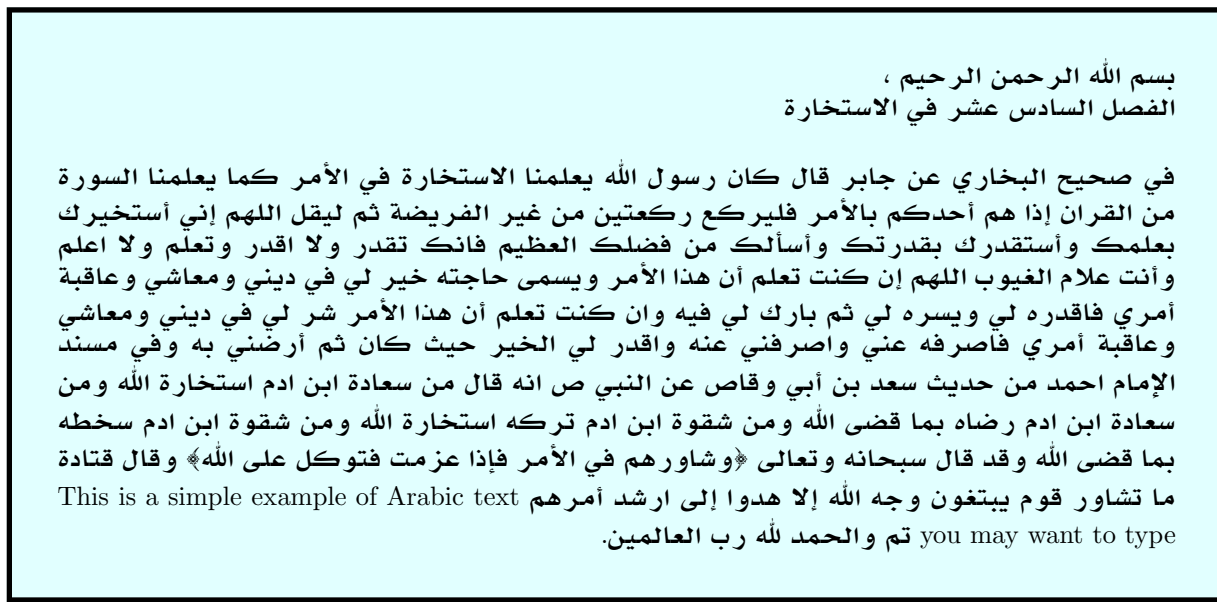 بسم الله الرحمن الرحيم ،
الفصل السادس عشر في الاستخارة
في صحيح البخاري عن جابر قال كان رسول الله يعلمنا الاستخارة في الأمر كما يعلمنا السورة
من القران إذا هم أحدكم بالأمر فليركع ركعتين من غير الفريضة ثم ليقل اللهم إني أستخيرك
بعلمك وأستقدرك بقدرتك وأسألك من فضلك العظيم فانك تقدر ولا اقدر وتعلم ولا اعلم
وأنت علام الغيوب اللهم إن كنت تعلم أن هذا الأمر ويسمى حاجته خير لي في ديني ومعاشي وعاقبة
أمري فاقدره لي ويسره لي ثم بارك لي فيه وان كنت تعلم أن هذا الأمر شر لي في ديني ومعاشي
وعاقبة أمري فاصرفه عني واصرفني عنه واقدر لي الخير حيث كان ثم أرضني به وفي مسند
الإمام احمد من حديث سعد بن أبي وقاص عن النبي ص انه قال من سعادة ابن ادم استخارة الله ومن
سعادة ابن ادم رضاه بما قضى الله ومن شقوة ابن ادم تركه استخارة الله ومن شقوة ابن ادم سخطه
بما قضى الله وقد قال سبحانه وتعالى ﴿وشاورهم في الأمر فإذا عزمت فتوكل على الله﴾ وقال قتادة
ما تشاور قوم يبتغون وجه الله إلا هدوا إلى ارشد أمرهم This is a simple example of Arabic text
you may want to type تم والحمد لله رب العالمين.